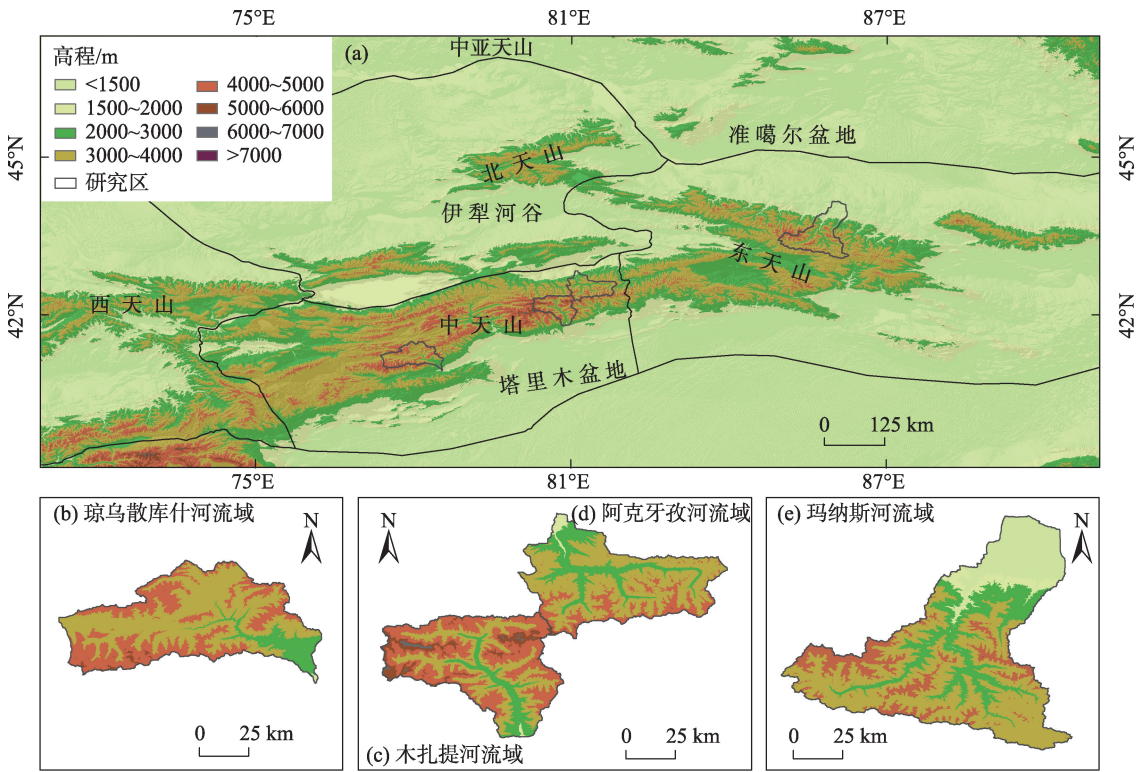 75°E
81°E
87°E
高程/m
<1500
1500~2000
2000~3000
3000~4000
4000~5000
5000~6000
6000~7000
>7000
研究区
(a)
中亚天山
45°N
45°N
准噶尔盆地
北天山
伊犁河谷
东天山
西天山
42°N
42°N
中天山
塔里木盆地
0 125 km
75°E
81°E
87°E
(b) 琼乌散库什河流域
N
0 25 km
(d) 阿克牙孜河流域
N
0 25 km
(c) 木扎提河流域
(e) 玛纳斯河流域
N
0 25 km